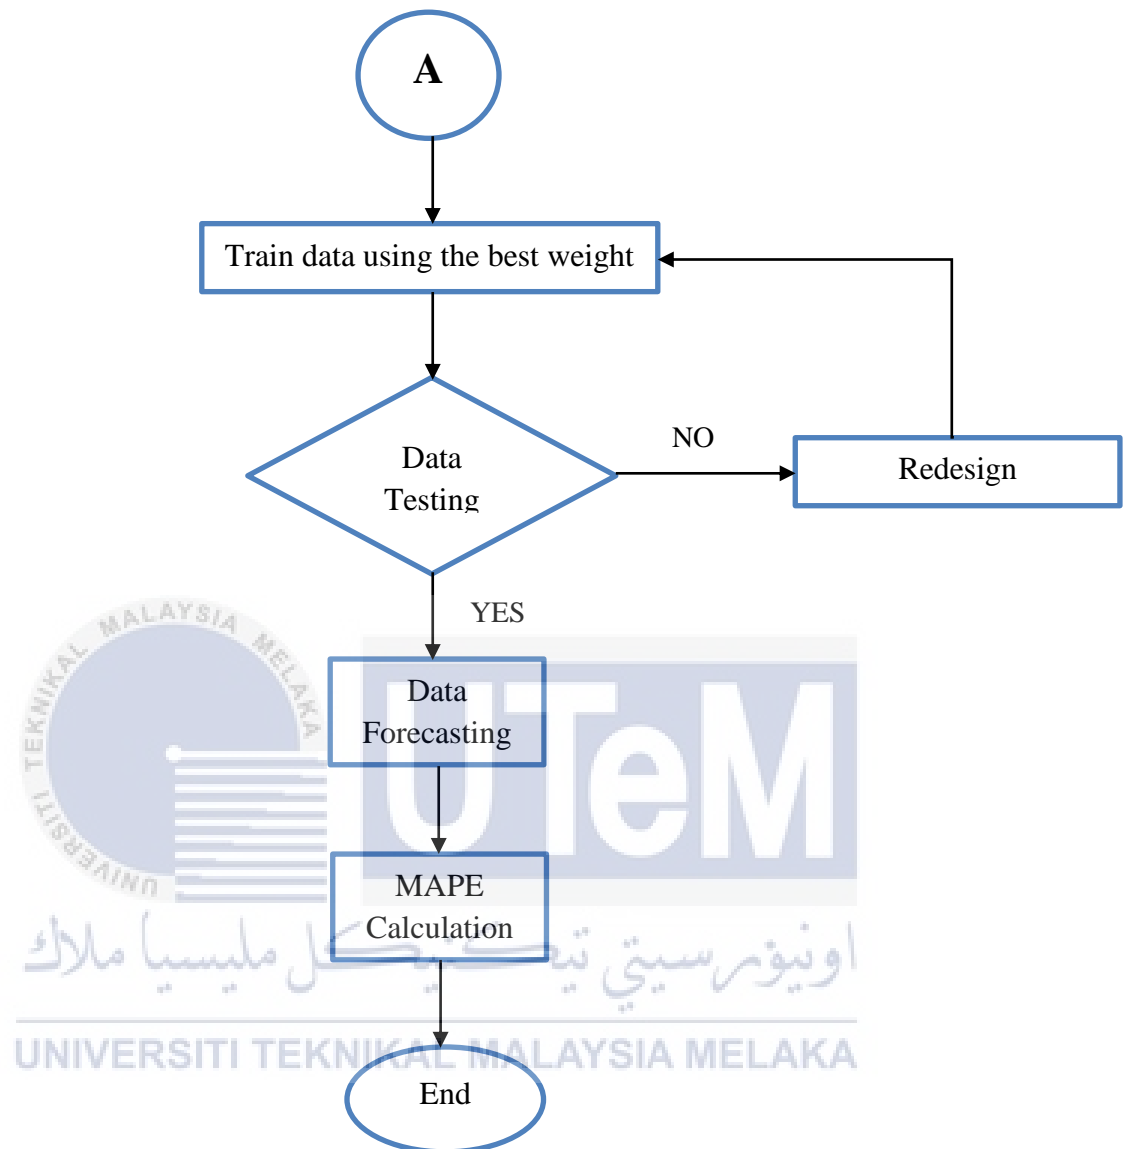 A
Train data using the best weight
Data
Testing
NO
Redesign
YES
Data
Forecasting
MAPE
Calculation
End
UNIVERSITI TEKNIKAL MALAYSIA MELAKA
UTeM
اونيۏرسيتي تيكنيكل مليسيا ملاك
UNIVERSITI TEKNIKAL MALAYSIA MELAKA